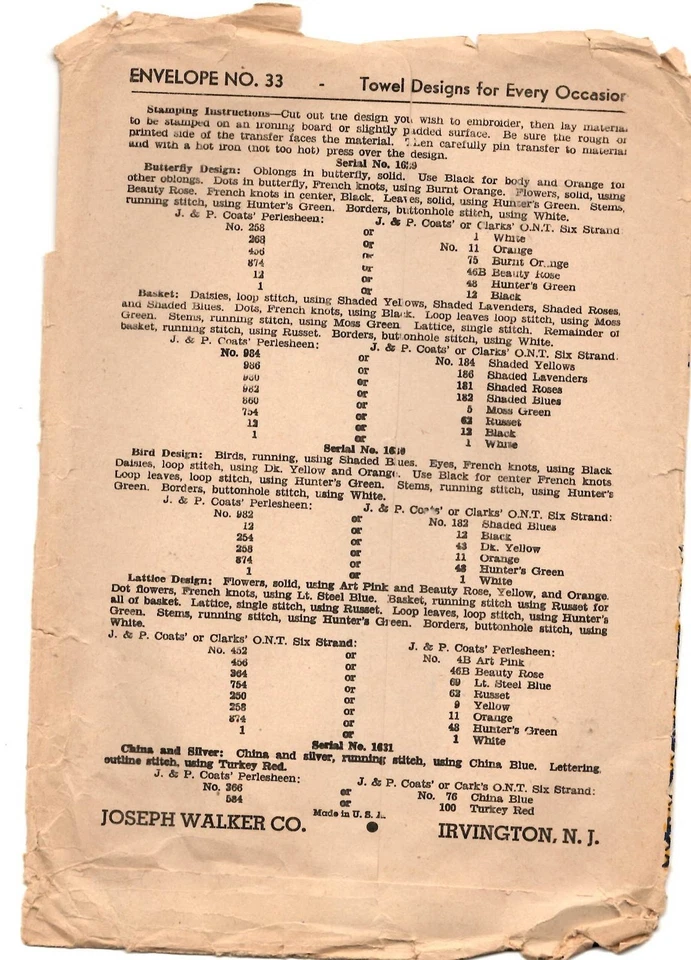 ENVELOPE NO. 33 - Towel Designs for Every Occasion
Stamping Instructions—Cut out the design you wish to embroider, then lay material
to be stamped on an ironing board or slightly padded surface. Be sure the rough or
printed side of the transfer faces the material. Then carefully pin transfer to material
and with a hot iron (not too hot) press over the design.
Serial No. 1629
Butterfly Design: Oblongs in butterfly, solid. Use Black for body and Orange for
other oblongs. Dots in butterfly, French knots, using Burnt Orange. Flowers, solid, using
Beauty Rose. French knots in center, Black. Leaves, solid, using Hunter's Green. Stems,
running stitch, using Hunter's Green. Borders, buttonhole stitch, using White.
J. & P. Coats' Perlesheen: J. & P. Coats' or Clarks' O.N.T. Six Strand:
No. 258 or 1 White
268 or No. 11 Orange
456 or 75 Burnt Orange
874 or 46B Beauty Rose
12 or 48 Hunter's Green
1 or 12 Black
Basket: Daisies, loop stitch, using Shaded Yellows, Shaded Lavenders, Shaded Roses,
and Shaded Blues. Dots, French knots, using Black. Loop leaves loop stitch, using Moss
Green. Stems, running stitch, using Moss Green. Lattice, single stitch. Remainder of
basket, running stitch, using Russet. Borders, buttonhole stitch, using White.
J. & P. Coats' Perlesheen: J. & P. Coats' or Clarks' O.N.T. Six Strand:
No. 984 or No. 184 Shaded Yellows
986 or 186 Shaded Lavenders
or 181 Shaded Roses
982 or 182 Shaded Blues
860 or 5 Moss Green
754 or 62 Russet
12 or 12 Black
1 or 1 White
Serial No. 1630
Bird Design: Birds, running, using Shaded Blues. Eyes, French knots, using Black
Daisies, loop stitch, using Dk. Yellow and Orange. Use Black for center French knots
Loop leaves, loop stitch, using Hunter's Green. Stems, running stitch, using Hunter's
Green. Borders, buttonhole stitch, using White.
J. & P. Coats' Perlesheen: J. & P. Coats' or Clarks' O.N.T. Six Strand:
No. 982 or No. 182 Shaded Blues
12 or 12 Black
254 or 43 Dk. Yellow
258 or 11 Orange
874 or 48 Hunter's Green
1 or 1 White
Lattice Design: Flowers, solid, using Art Pink and Beauty Rose, Yellow, and Orange.
Dot flowers, French knots, using Lt. Steel Blue. Basket, running stitch using Russet for
all of basket. Lattice, single stitch, using Russet. Loop leaves, loop stitch, using Hunter's
Green. Stems, running stitch, using Hunter's Green. Borders, buttonhole stitch, using
White.
J. & P. Coats' or Clarks' O.N.T. Six Strand: J. & P. Coats' Perlesheen:
No. 452 or No. 4B Art Pink
456 or 46B Beauty Rose
364 or 69 Lt. Steel Blue
754 or 62 Russet
250 or 9 Yellow
258 or 11 Orange
874 or 48 Hunter's Green
1 or 1 White
Serial No. 1631
China and Silver: China and silver, running stitch, using China Blue. Lettering,
outline stitch, using Turkey Red.
J. & P. Coats' Perlesheen: J. & P. Coats' or Cark's O.N.T. Six Strand:
No. 366 or No. 76 China Blue
584 or 100 Turkey Red
Made in U. S. A.
JOSEPH WALKER CO. ● IRVINGTON, N. J.